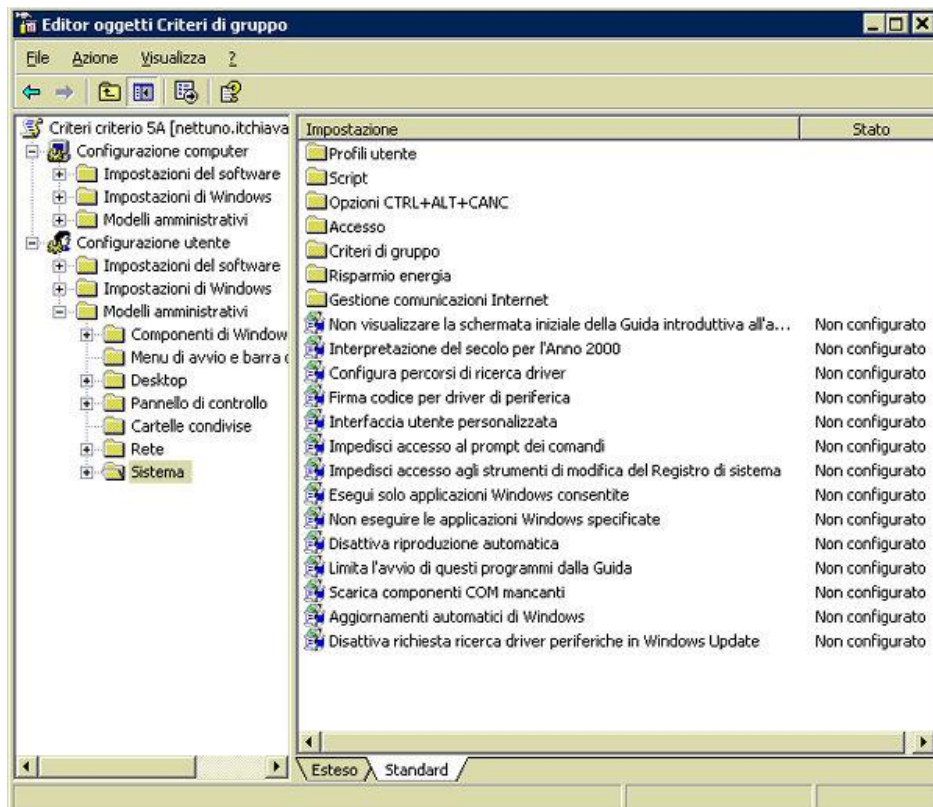 Editor oggetti Criteri di gruppo
File Azione Visualizza ?
Criteri criterio 5A [nettuno.itchiava
Configurazione computer
Impostazioni del software
Impostazioni di Windows
Modelli amministrativi
Configurazione utente
Impostazioni del software
Impostazioni di Windows
Modelli amministrativi
Componenti di Window
Menu di avvio e barra d
Desktop
Pannello di controllo
Cartelle condivise
Rete
Sistema
Impostazione Stato
Profili utente
Script
Opzioni CTRL+ALT+CANC
Accesso
Criteri di gruppo
Risparmio energia
Gestione comunicazioni Internet
Non visualizzare la schermata iniziale della Guida introduttiva all'a... Non configurato
Interpretazione del secolo per l'Anno 2000 Non configurato
Configura percorsi di ricerca driver Non configurato
Firma codice per driver di periferica Non configurato
Interfaccia utente personalizzata Non configurato
Impedisci accesso al prompt dei comandi Non configurato
Impedisci accesso agli strumenti di modifica del Registro di sistema Non configurato
Esegui solo applicazioni Windows consentite Non configurato
Non eseguire le applicazioni Windows specificate Non configurato
Disattiva riproduzione automatica Non configurato
Limita l'avvio di questi programmi dalla Guida Non configurato
Scarica componenti COM mancanti Non configurato
Aggiornamenti automatici di Windows Non configurato
Disattiva richiesta ricerca driver periferiche in Windows Update Non configurato
Esteso Standard